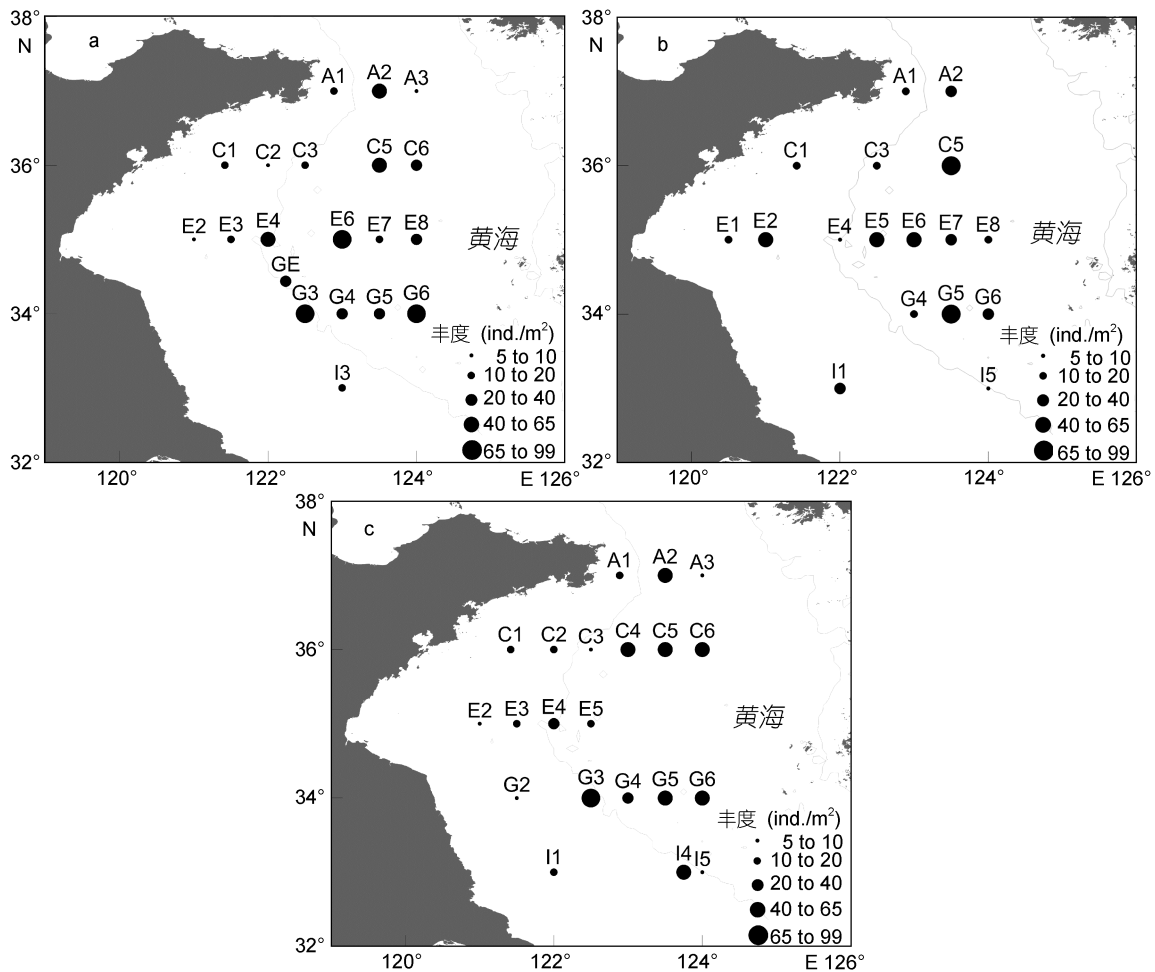 38°
N
a
A1 A2 A3
36°
C1 C2 C3 C5 C6
E2 E3 E4 E6 E7 E8
黄海
GE
34°
G3 G4 G5 G6
丰度 (ind./m²)
5 to 10
10 to 20
20 to 40
40 to 65
65 to 99
I3
32°
120° 122° 124° E 126°
38°
N
b
A1 A2
36°
C1 C3 C5
E1 E2 E4 E5 E6 E7 E8
黄海
34°
G4 G5 G6
丰度 (ind./m²)
5 to 10
10 to 20
20 to 40
40 to 65
65 to 99
I1 I5
32°
120° 122° 124° E 126°
38°
N
c
A1 A2 A3
36°
C1 C2 C3 C4 C5 C6
E2 E3 E4 E5
黄海
34°
G2 G3 G4 G5 G6
丰度 (ind./m²)
5 to 10
10 to 20
20 to 40
40 to 65
65 to 99
I1 I4 I5
32°
120° 122° 124° E 126°